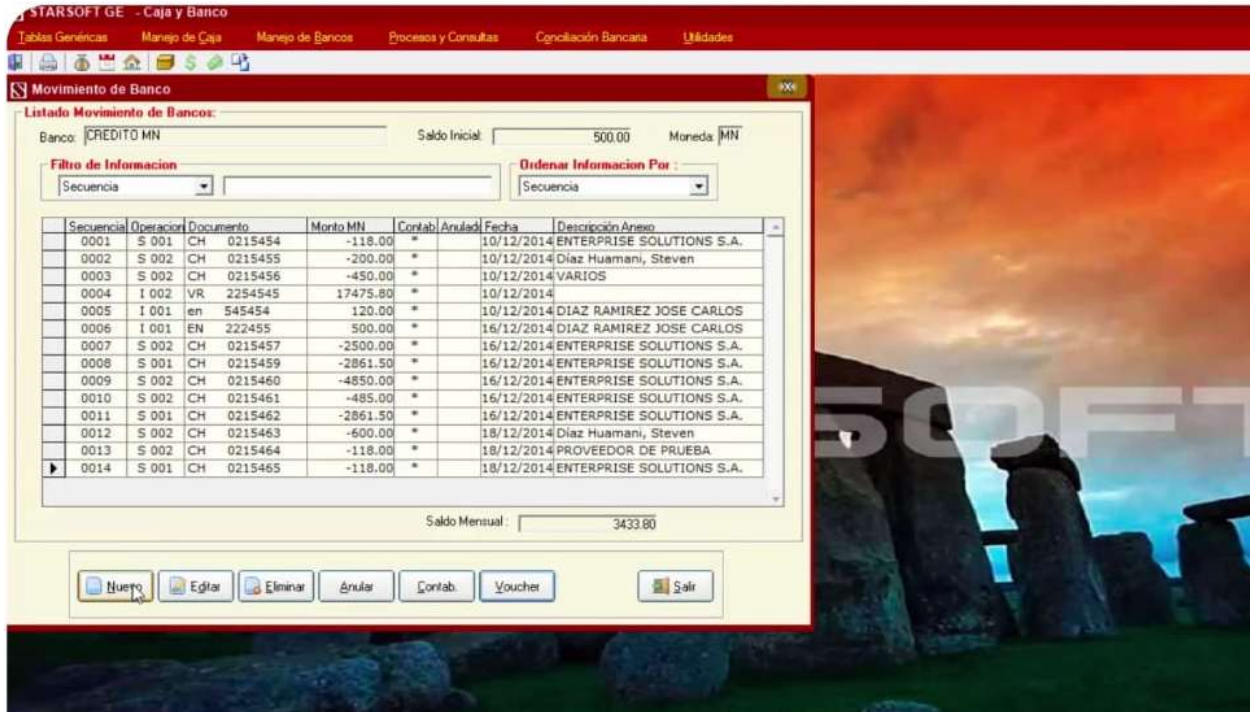 STARSOFT GE - Caja y Banco
Tablas Genéricas Manejo de Caja Manejo de Bancos Procesos y Consultas Conciliación Bancaria Utilidades
Movimiento de Banco
Listado Movimiento de Bancos:
Banco: CREDITO MN Saldo Inicial: 500.00 Moneda: MN
Filtro de Informacion Ordenar Informacion Por :
Secuencia Secuencia
Secuencia Operacion Documento Monto MN Contab Anulad Fecha Descripción Anexo
0001 S 001 CH 0215454 -118.00 * 10/12/2014 ENTERPRISE SOLUTIONS S.A.
0002 S 002 CH 0215455 -200.00 * 10/12/2014 Díaz Huamani, Steven
0003 S 002 CH 0215456 -450.00 * 10/12/2014 VARIOS
0004 I 002 VR 2254545 17475.80 * 10/12/2014
0005 I 001 en 545454 120.00 * 10/12/2014 DIAZ RAMIREZ JOSE CARLOS
0006 I 001 EN 222455 500.00 * 16/12/2014 DIAZ RAMIREZ JOSE CARLOS
0007 S 002 CH 0215457 -2500.00 * 16/12/2014 ENTERPRISE SOLUTIONS S.A.
0008 S 001 CH 0215459 -2861.50 * 16/12/2014 ENTERPRISE SOLUTIONS S.A.
0009 S 002 CH 0215460 -4850.00 * 16/12/2014 ENTERPRISE SOLUTIONS S.A.
0010 S 002 CH 0215461 -485.00 * 16/12/2014 ENTERPRISE SOLUTIONS S.A.
0011 S 001 CH 0215462 -2861.50 * 16/12/2014 ENTERPRISE SOLUTIONS S.A.
0012 S 002 CH 0215463 -600.00 * 18/12/2014 Díaz Huamani, Steven
0013 S 002 CH 0215464 -118.00 * 18/12/2014 PROVEEDOR DE PRUEBA
0014 S 001 CH 0215465 -118.00 * 18/12/2014 ENTERPRISE SOLUTIONS S.A.
Saldo Mensual : 3433.80
Nuevo Editar Eliminar Anular Contab. Voucher Salir
SOFT